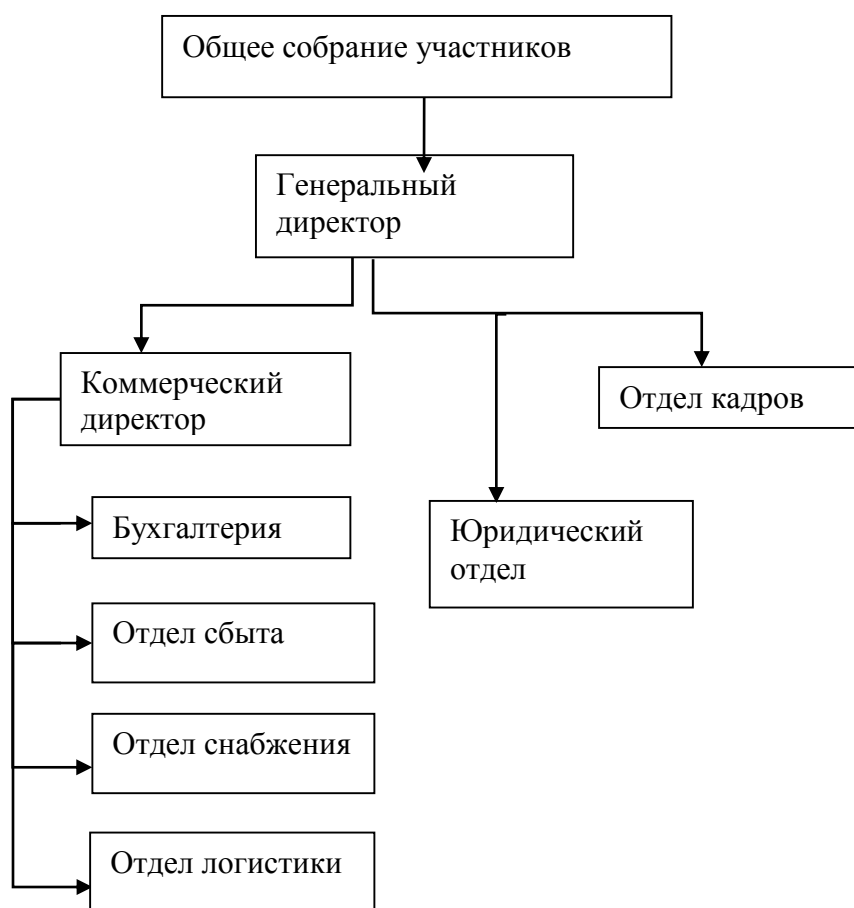 Общее собрание участников
Генеральный
директор
Коммерческий
директор
Отдел кадров
Бухгалтерия
Юридический
отдел
Отдел сбыта
Отдел снабжения
Отдел логистики